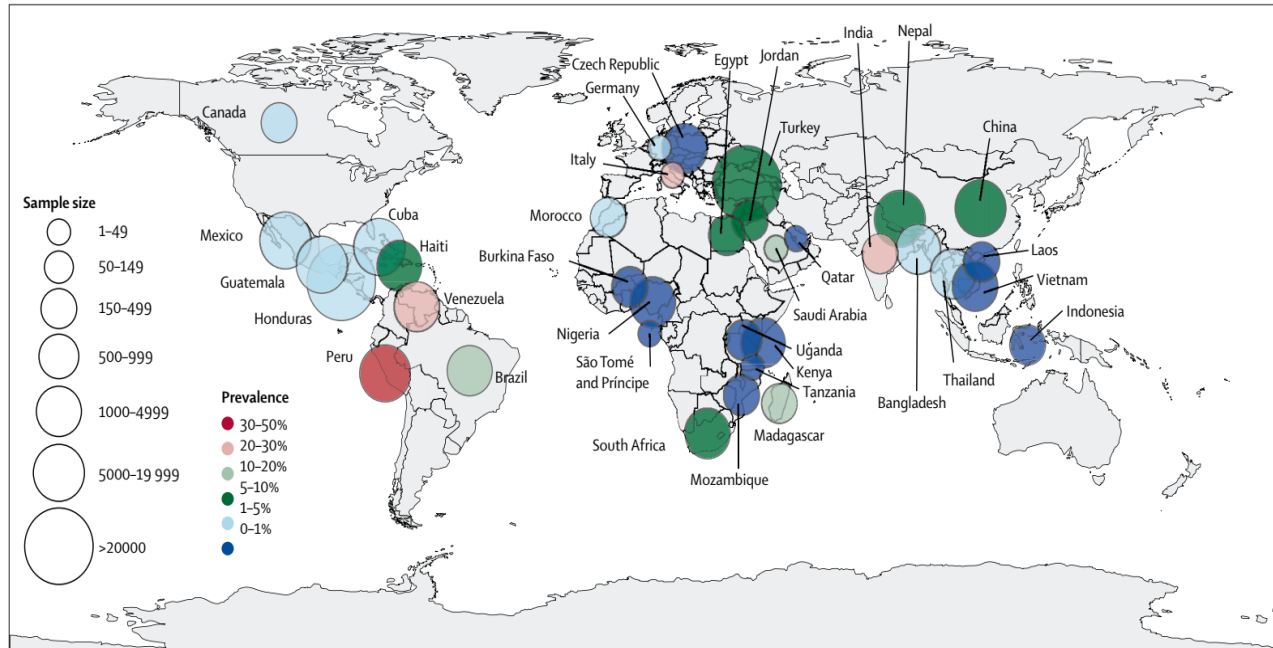 India
Nepal
Egypt
Jordan
Czech Republic
Germany
Canada
Turkey
China
Italy
Sample size
1–49
50–149
150–499
500–999
1000–4999
5000–19 999
>20000
Mexico
Cuba
Haiti
Guatemala
Honduras
Venezuela
Peru
Brazil
Morocco
Burkina Faso
Nigeria
São Tomé
and Príncipe
Qatar
Saudi Arabia
Laos
Vietnam
Indonesia
Uganda
Kenya
Tanzania
Thailand
Bangladesh
Madagascar
South Africa
Mozambique
Prevalence
30–50%
20–30%
10–20%
5–10%
1–5%
0–1%